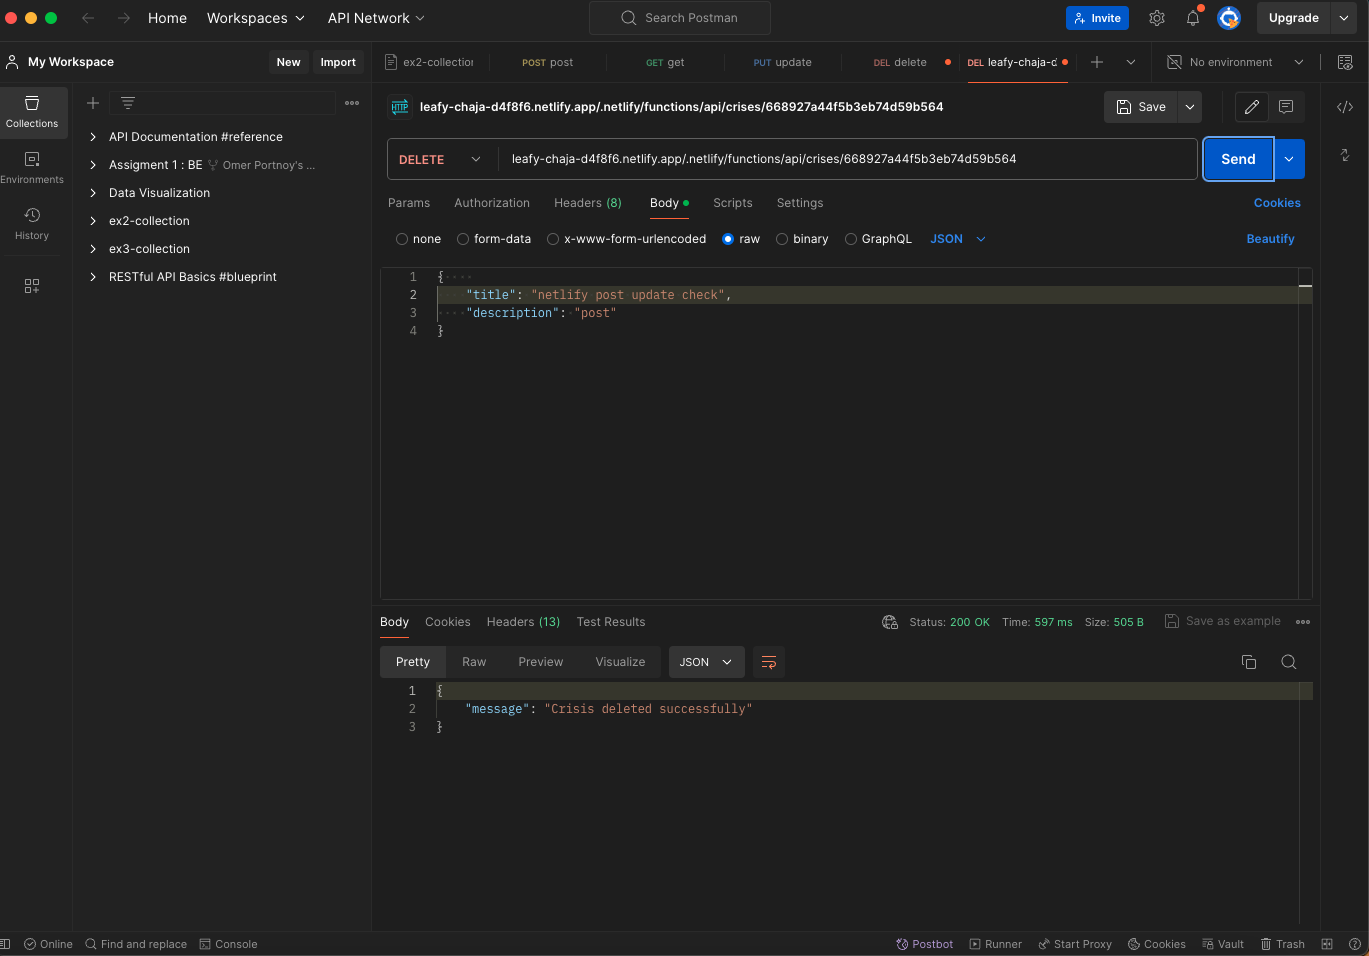 Home Workspaces API Network Search Postman Invite Upgrade
My Workspace New Import ex2-collection POST post GET get PUT update DEL delete DEL leafy-chaja-d No environment
Collections
Environments
History
API Documentation #reference
Assigment 1 : BE Omer Portnoy's ...
Data Visualization
ex2-collection
ex3-collection
RESTful API Basics #blueprint
HTTP leafy-chaja-d4f8f6.netlify.app/.netlify/functions/api/crises/668927a44f5b3eb74d59b564 Save
DELETE leafy-chaja-d4f8f6.netlify.app/.netlify/functions/api/crises/668927a44f5b3eb74d59b564 Send
Params Authorization Headers (8) Body Scripts Settings Cookies
none form-data x-www-form-urlencoded raw binary GraphQL JSON Beautify
1 {
2 "title": "netlify post update check",
3 "description": "post"
4 }
Body Cookies Headers (13) Test Results Status: 200 OK Time: 597 ms Size: 505 B Save as example
Pretty Raw Preview Visualize JSON
1 {
2 "message": "Crisis deleted successfully"
3 }
Online Find and replace Console Postbot Runner Start Proxy Cookies Vault Trash